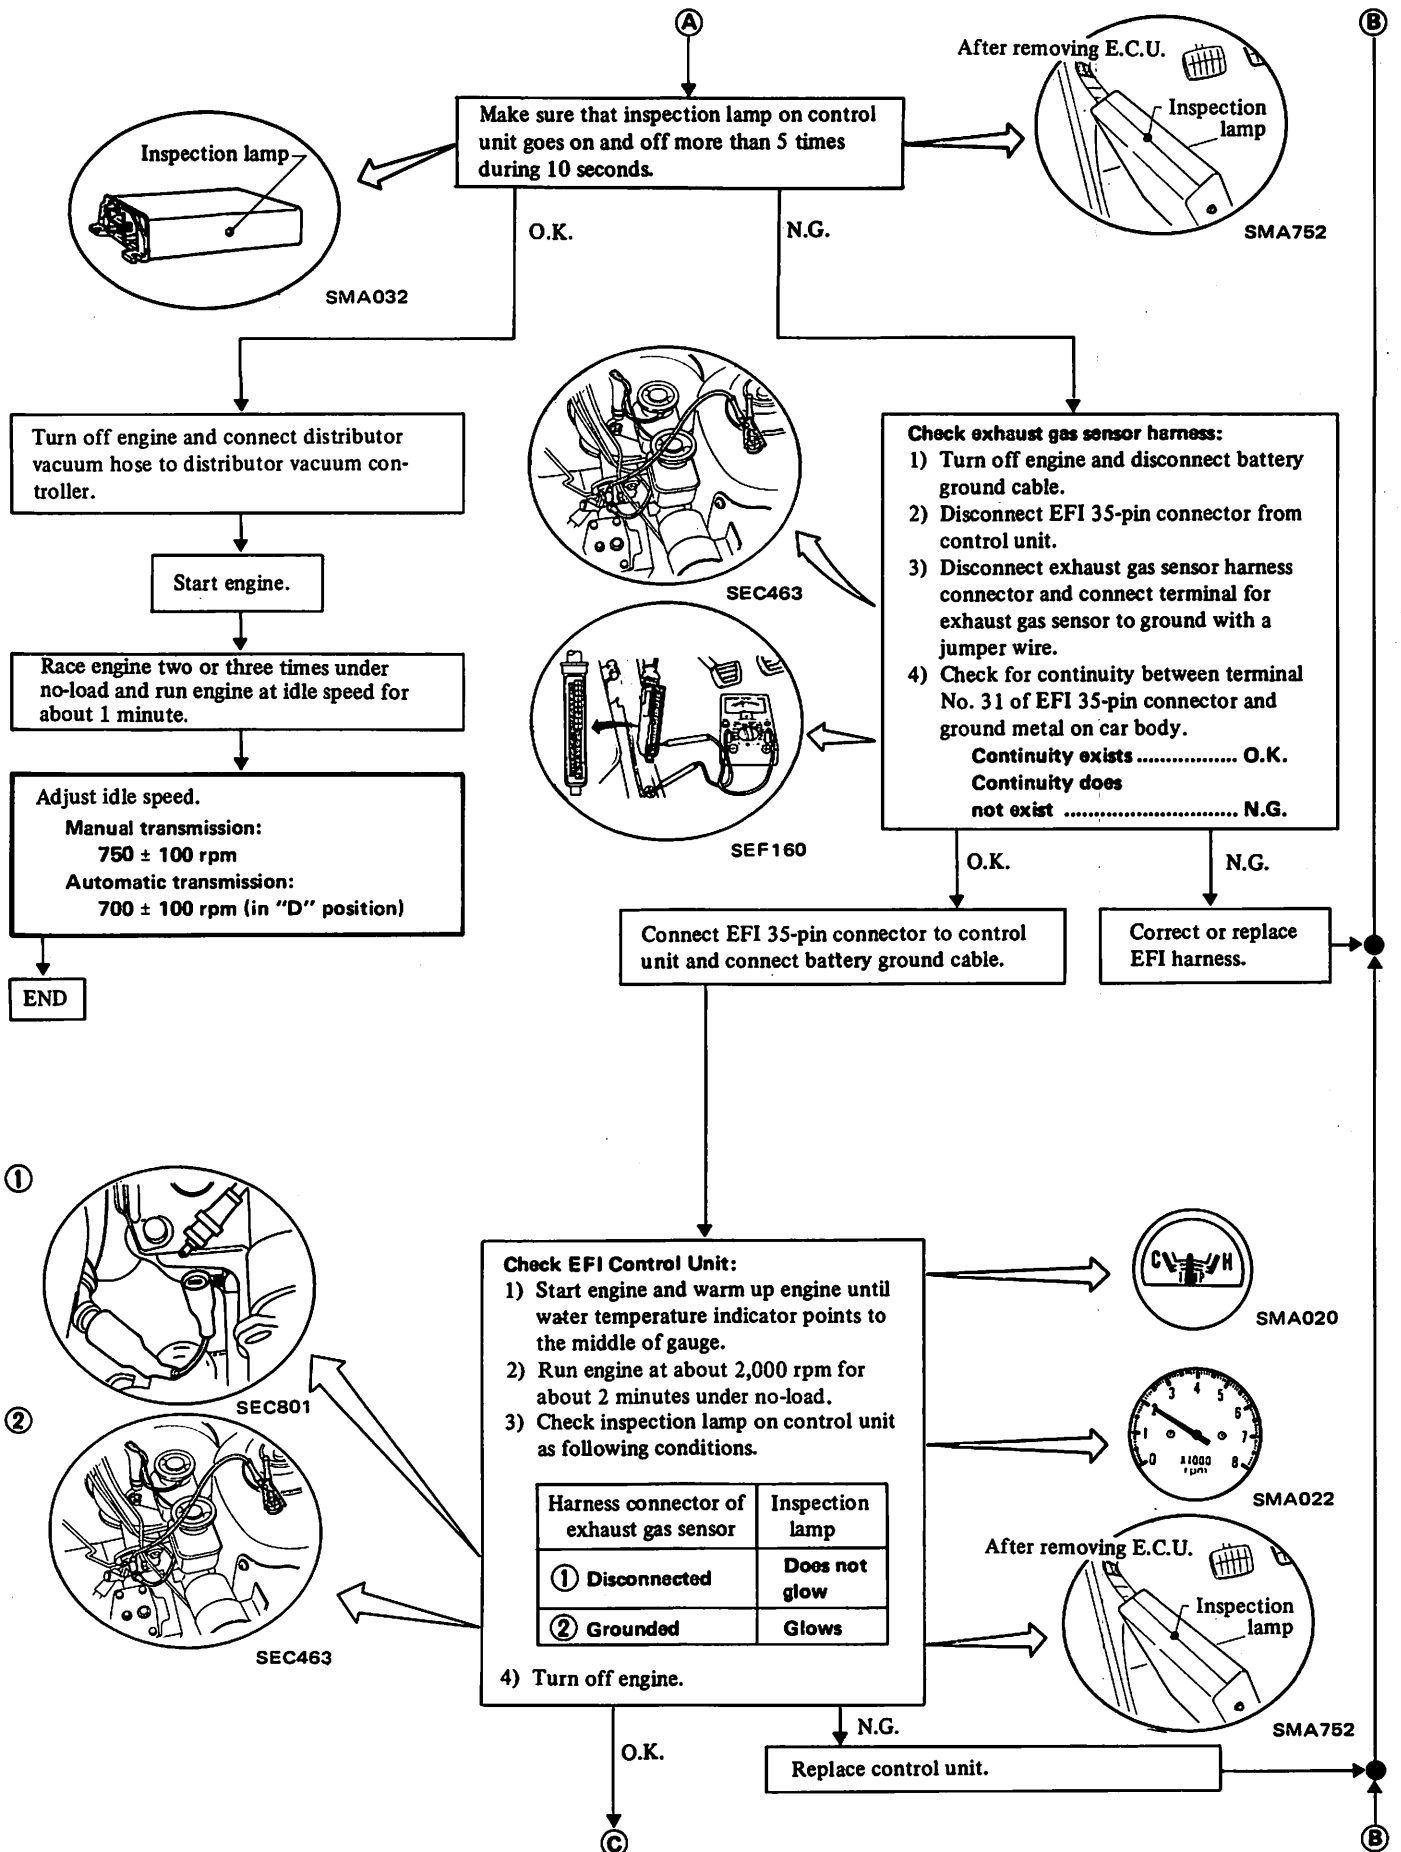 A
B
After removing E.C.U.
Inspection
lamp
SMA752
Make sure that inspection lamp on control
unit goes on and off more than 5 times
during 10 seconds.
Inspection lamp
SMA032
O.K.
N.G.
Turn off engine and connect distributor
vacuum hose to distributor vacuum con-
troller.
Start engine.
Race engine two or three times under
no-load and run engine at idle speed for
about 1 minute.
Adjust idle speed.
Manual transmission:
750 ± 100 rpm
Automatic transmission:
700 ± 100 rpm (in "D" position)
END
SEC463
SEF160
Check exhaust gas sensor harness:
1) Turn off engine and disconnect battery
ground cable.
2) Disconnect EFI 35-pin connector from
control unit.
3) Disconnect exhaust gas sensor harness
connector and connect terminal for
exhaust gas sensor to ground with a
jumper wire.
4) Check for continuity between terminal
No. 31 of EFI 35-pin connector and
ground metal on car body.
Continuity exists ................. O.K.
Continuity does
not exist .............................. N.G.
O.K.
N.G.
Connect EFI 35-pin connector to control
unit and connect battery ground cable.
Correct or replace
EFI harness.
①
SEC801
②
SEC463
Check EFI Control Unit:
1) Start engine and warm up engine until
water temperature indicator points to
the middle of gauge.
2) Run engine at about 2,000 rpm for
about 2 minutes under no-load.
3) Check inspection lamp on control unit
as following conditions.
Harness connector of
exhaust gas sensor
Inspection
lamp
① Disconnected
Does not
glow
② Grounded
Glows
4) Turn off engine.
C H
SMA020
0 1 2 3 4 5 6 7 8
x1000
rpm
SMA022
After removing E.C.U.
Inspection
lamp
SMA752
O.K.
N.G.
Replace control unit.
C
B